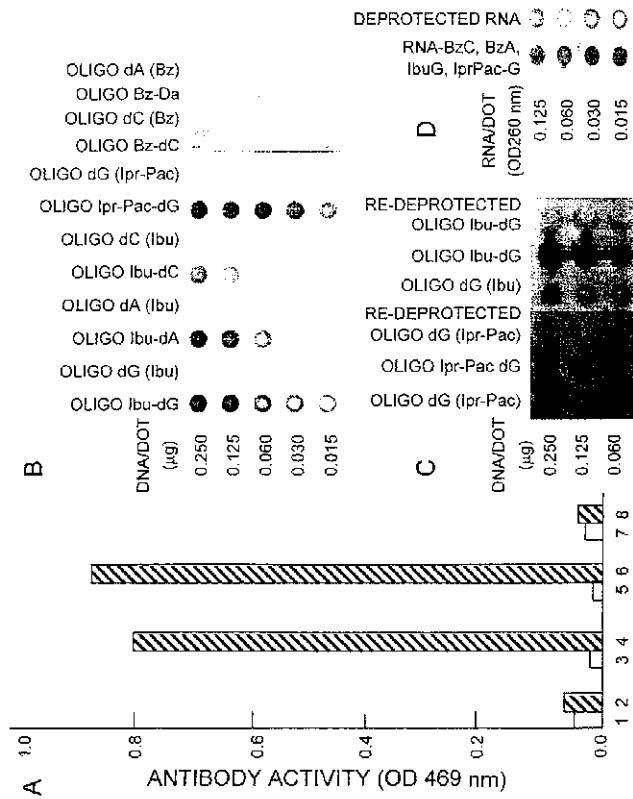 A
ANTIBODY ACTIVITY (OD 469 nm)
1.0
0.8
0.6
0.4
0.2
0.0
1 2 3 4 5 6 7 8
B
DNA/DOT
(µg)
0.250
0.125
0.060
0.030
0.015
OLIGO dA (Bz)
OLIGO Bz-Da
OLIGO dC (Bz)
OLIGO Bz-dC
OLIGO dG (Ipr-Pac)
OLIGO Ipr-Pac-dG
OLIGO dC (Ibu)
OLIGO Ibu-dC
OLIGO dA (Ibu)
OLIGO Ibu-dA
OLIGO dG (Ibu)
OLIGO Ibu-dG
C
DNA/DOT
(µg)
0.250
0.125
0.060
RE-DEPROTECTED
OLIGO Ibu-dG
OLIGO Ibu-dG
OLIGO dG (Ibu)
RE-DEPROTECTED
OLIGO dG (Ipr-Pac)
OLIGO Ipr-Pac dG
OLIGO dG (Ipr-Pac)
D
RNA/DOT
(OD260 nm)
0.125
0.060
0.030
0.015
DEPROTECTED RNA
RNA-BzC, BzA,
IbuG, IprPac-G